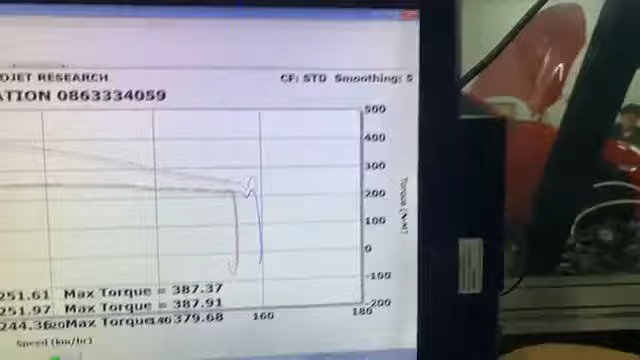 OJET RESEARCH
CF: STD Smoothing: 5
ATION 0863334059
500
400
300
200
100
0
-100
-200
Torque (N-M)
251.61 Max Torque = 387.37
251.97 Max Torque = 387.91
244.36 Max Torque 379.68
120
140
160
180
Speed (km/hr)